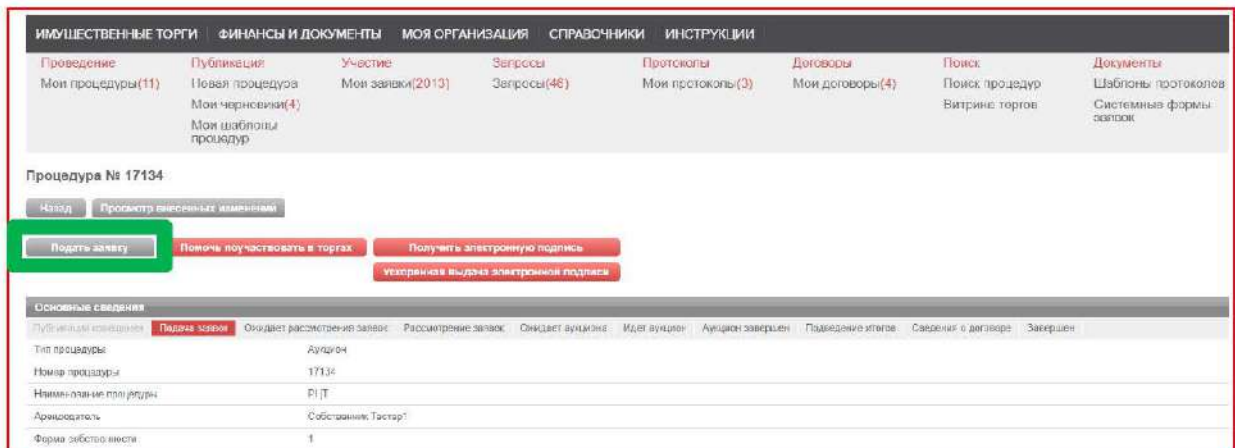 ИМУЩЕСТВЕННЫЕ ТОРГИ ФИНАНСЫ И ДОКУМЕНТЫ МОЯ ОРГАНИЗАЦИЯ СПРАВОЧНИКИ ИНСТРУКЦИИ
Проведение Публикация Участие Запросы Протоколы Договоры Поиск Документы
Мои процедуры(11) Новая процедура Мои заявки(2013) Запросы(46) Мои протоколы(3) Мои договоры(4) Поиск процедур Шаблоны протоколов
Мои черновики(4) Витрина торгов Системные формы
Мои шаблоны заявок
процедур
Процедура № 17134
Назад Просмотр внесенных изменений
Подать заявку Помочь поучаствовать в торгах Получить электронную подпись
Ускоренная выдача электронной подписи
Основные сведения
Публикация извещения Подача заявок Ожидает рассмотрения заявок Рассмотрение заявок Ожидает аукциона Идет аукцион Аукцион завершен Подведение итогов Сведения о договоре Завершен
Тип процедуры Аукцион
Номер процедуры 17134
Наименование процедуры
Арендодатель Собственник
Форма собственности 1